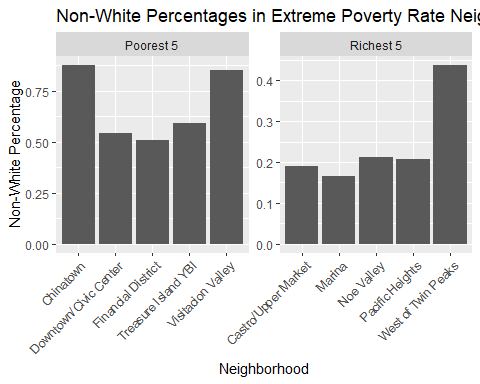 Non-White Percentages in Extreme Poverty Rate Neig
Poorest 5
Richest 5
Non-White Percentage
0.75
0.50
0.25
0.00
0.4
0.3
0.2
0.1
0.0
Chinatown
Downtown/Civic Center
Financial District
Treasure Island YBI
Visitacion Valley
Castro/Upper Market
Marina
Noe Valley
Pacific Heights
West of Twin Peaks
Neighborhood